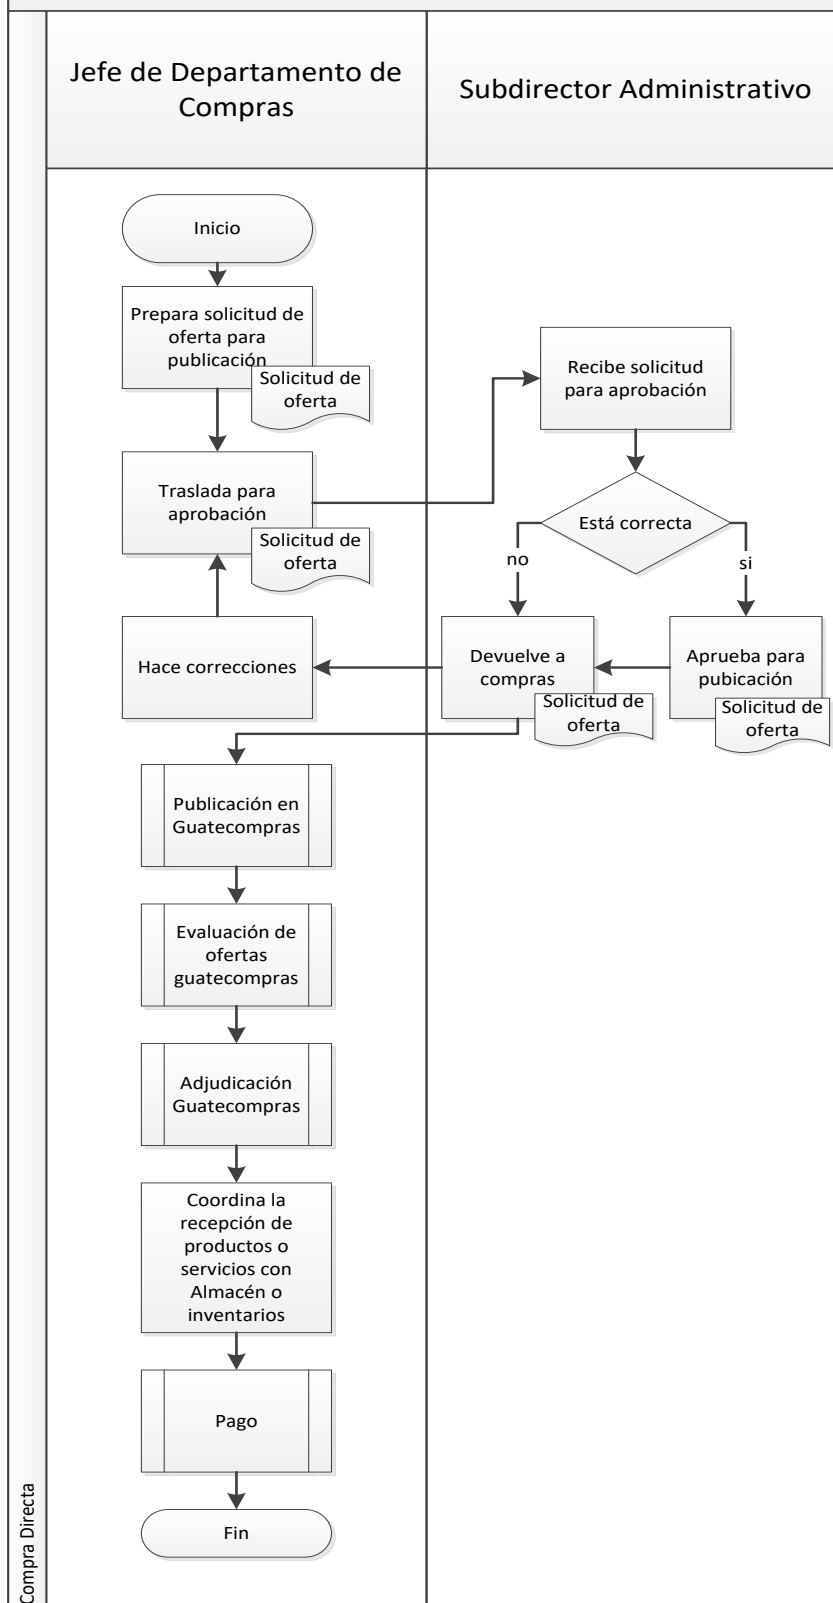 Jefe de Departamento de
Compras
Subdirector Administrativo
Inicio
Prepara solicitud de
oferta para
publicación
Solicitud de
oferta
Recibe solicitud
para aprobación
Traslada para
aprobación
Solicitud de
oferta
Está correcta
no
si
Hace correcciones
Devuelve a
compras
Solicitud de
oferta
Aprueba para
pubicación
Solicitud de
oferta
Publicación en
Guatecompras
Evaluación de
ofertas
guatecompras
Adjudicación
Guatecompras
Coordina la
recepción de
productos o
servicios con
Almacén o
inventarios
Pago
Fin
Compra Directa